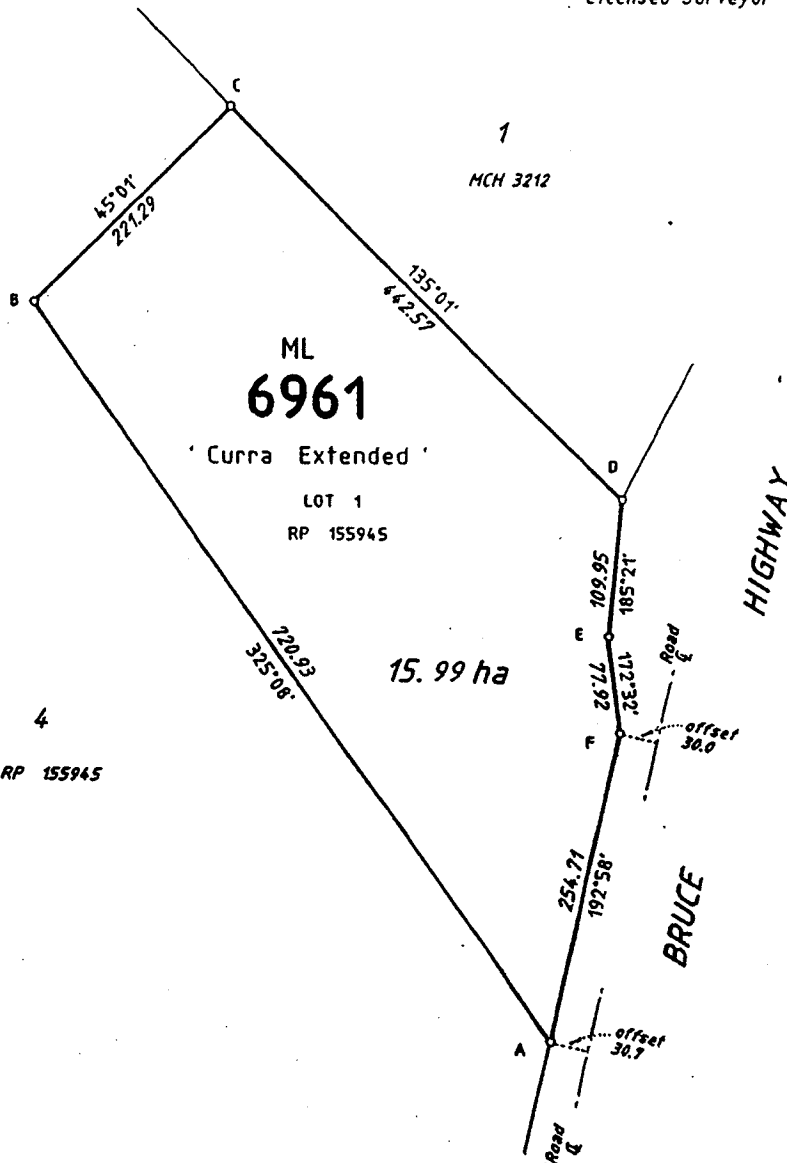 Licensed Surveyor
C
1
MCH 3212
45°01'
221.29
135°01'
442.57
B
ML
6961
' Curra Extended '
LOT 1
RP 155945
D
HIGHWAY
109.95
185°21'
E
Road
℄
720.93
325°08'
15.99 ha
77.92
172°32'
offset
30.0
F
4
RP 155945
254.71
192°58'
BRUCE
A
offset
30.9
Road
℄